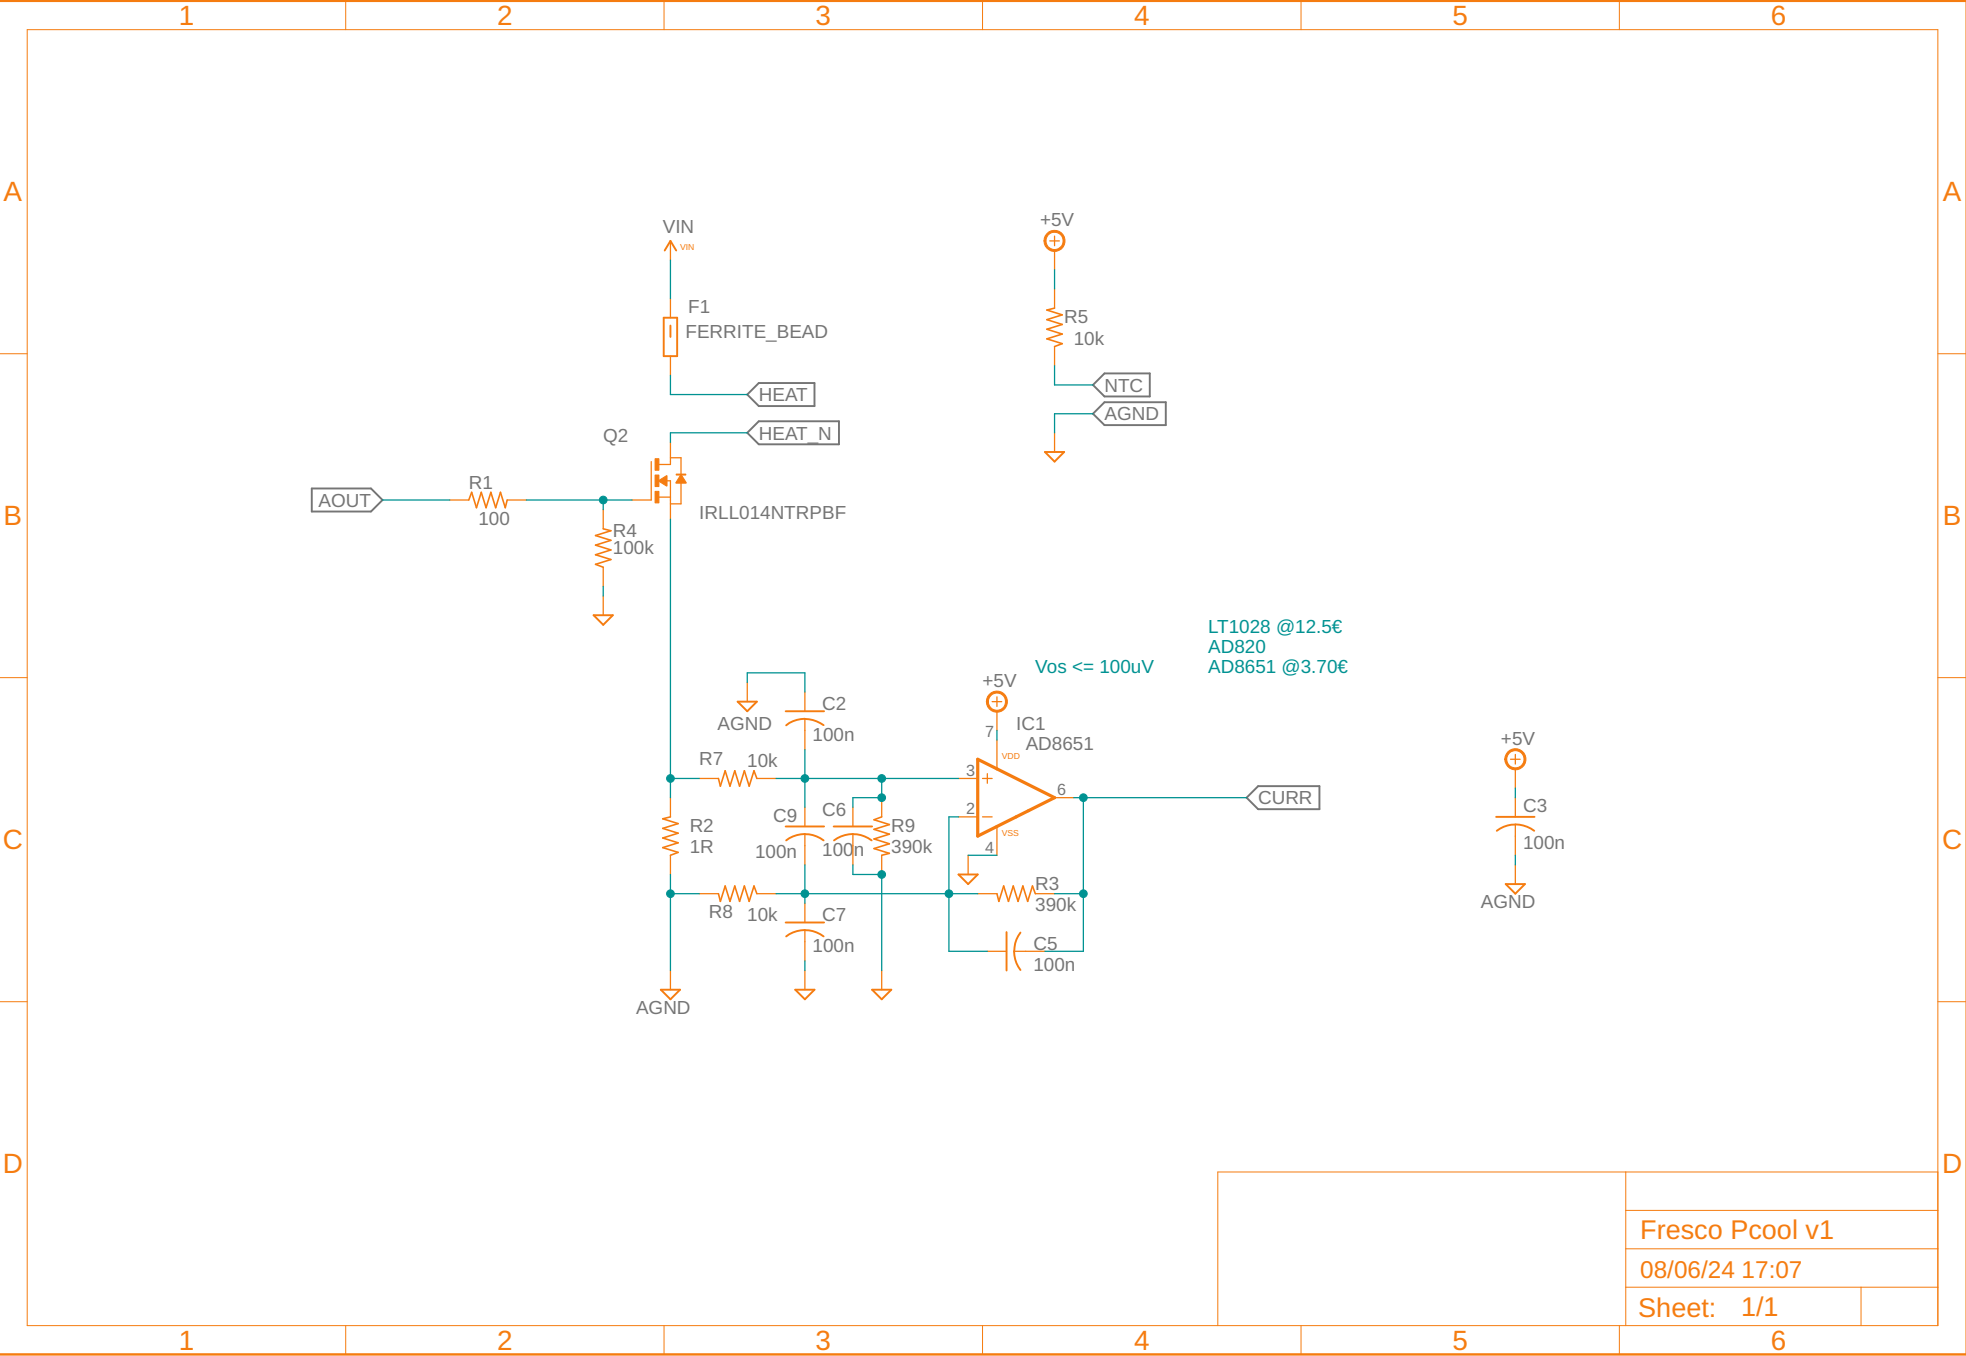 1 2 3 4 5 6
A A
VIN
VIN
+5V
F1
FERRITE_BEAD
R5
10k
HEAT
NTC
AGND
Q2
HEAT_N
R1
AOUT
100
IRLL014NTRPBF
B B
R4
100k
LT1028 @12.5€
AD820
Vos <= 100uV
AD8651 @3.70€
+5V
C2
AGND
100n
7
IC1
AD8651
VDD
+5V
R7 10k
3
6
CURR
2
C9 C6
R2
1R
R9
390k
100n 100n
VSS
4
C3
100n
C C
R3
390k
R8 10k
C7
100n
C5
100n
AGND
AGND
D D
Fresco Pcool v1
08/06/24 17:07
Sheet: 1/1
1 2 3 4 5 6